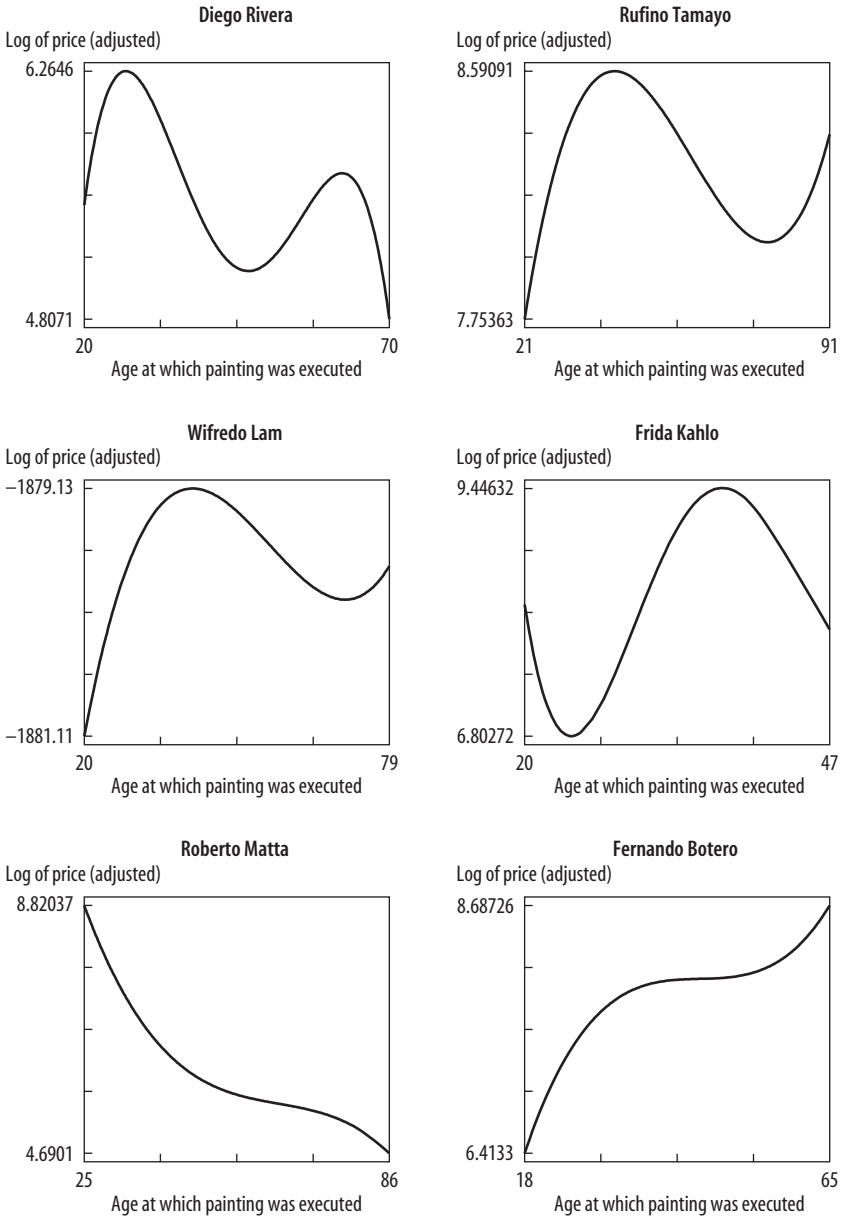 Diego Rivera
Log of price (adjusted)
6.2646
4.8071
20 70
Age at which painting was executed
Rufino Tamayo
Log of price (adjusted)
8.59091
7.75363
21 91
Age at which painting was executed
Wifredo Lam
Log of price (adjusted)
–1879.13
–1881.11
20 79
Age at which painting was executed
Frida Kahlo
Log of price (adjusted)
9.44632
6.80272
20 47
Age at which painting was executed
Roberto Matta
Log of price (adjusted)
8.82037
4.6901
25 86
Age at which painting was executed
Fernando Botero
Log of price (adjusted)
8.68726
6.4133
18 65
Age at which painting was executed